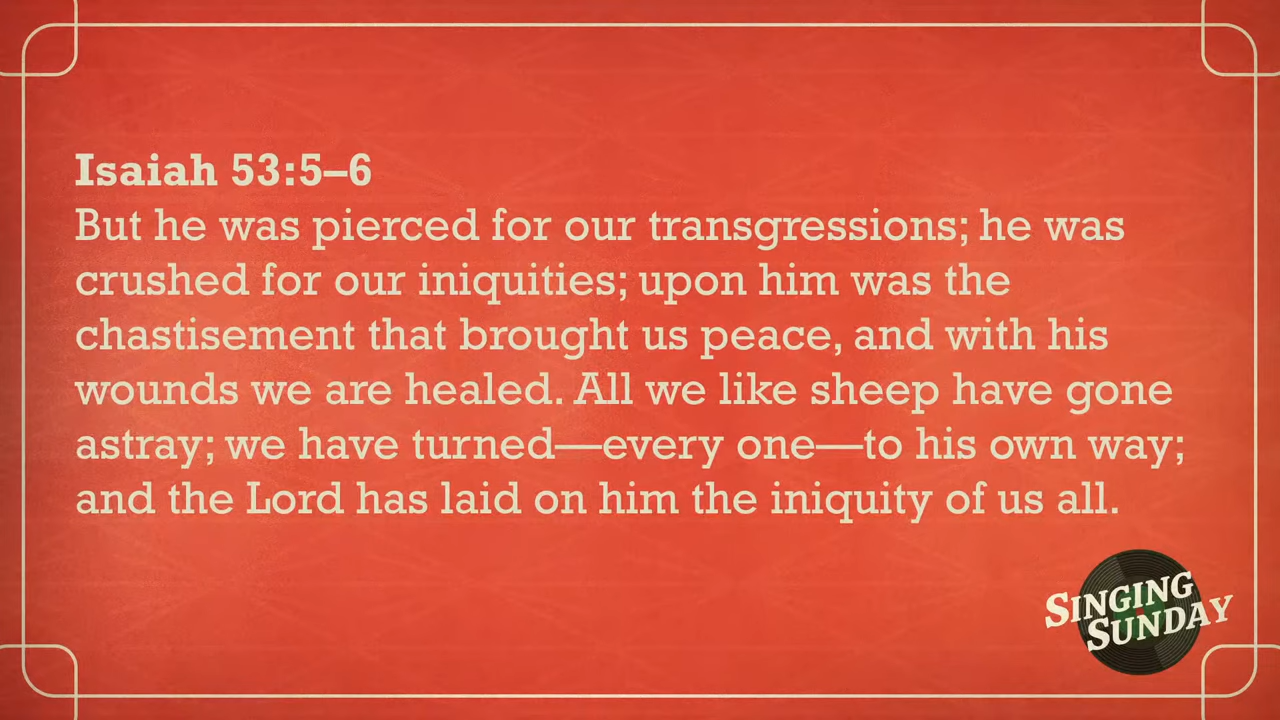 Isaiah 53:5–6
But he was pierced for our transgressions; he was
crushed for our iniquities; upon him was the
chastisement that brought us peace, and with his
wounds we are healed. All we like sheep have gone
astray; we have turned—every one—to his own way;
and the Lord has laid on him the iniquity of us all.
SINGING
SUNDAY